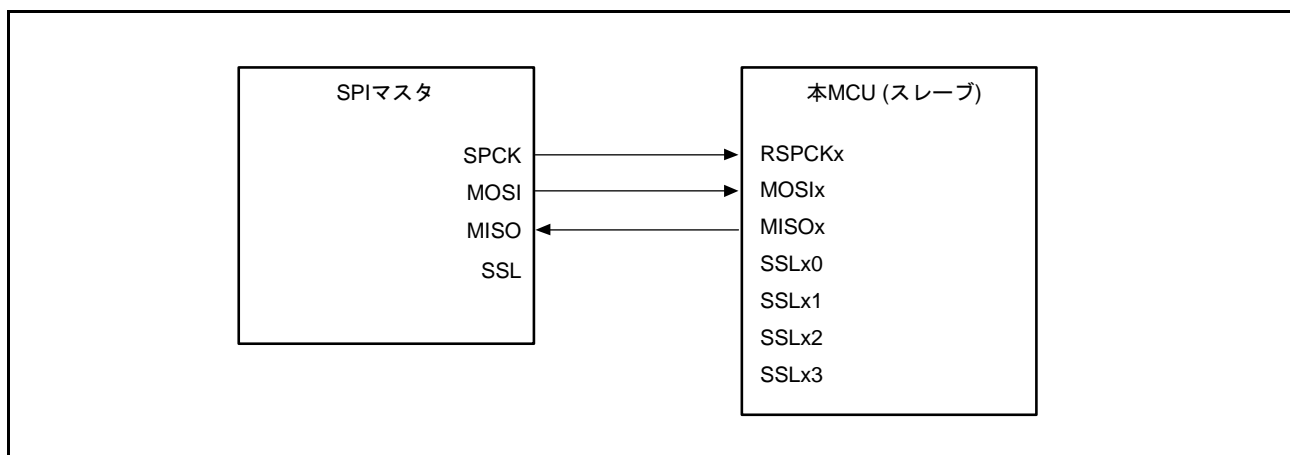 SPIマスタ
SPCK
MOSI
MISO
SSL
本MCU (スレーブ)
RSPCKx
MOSIx
MISOx
SSLx0
SSLx1
SSLx2
SSLx3